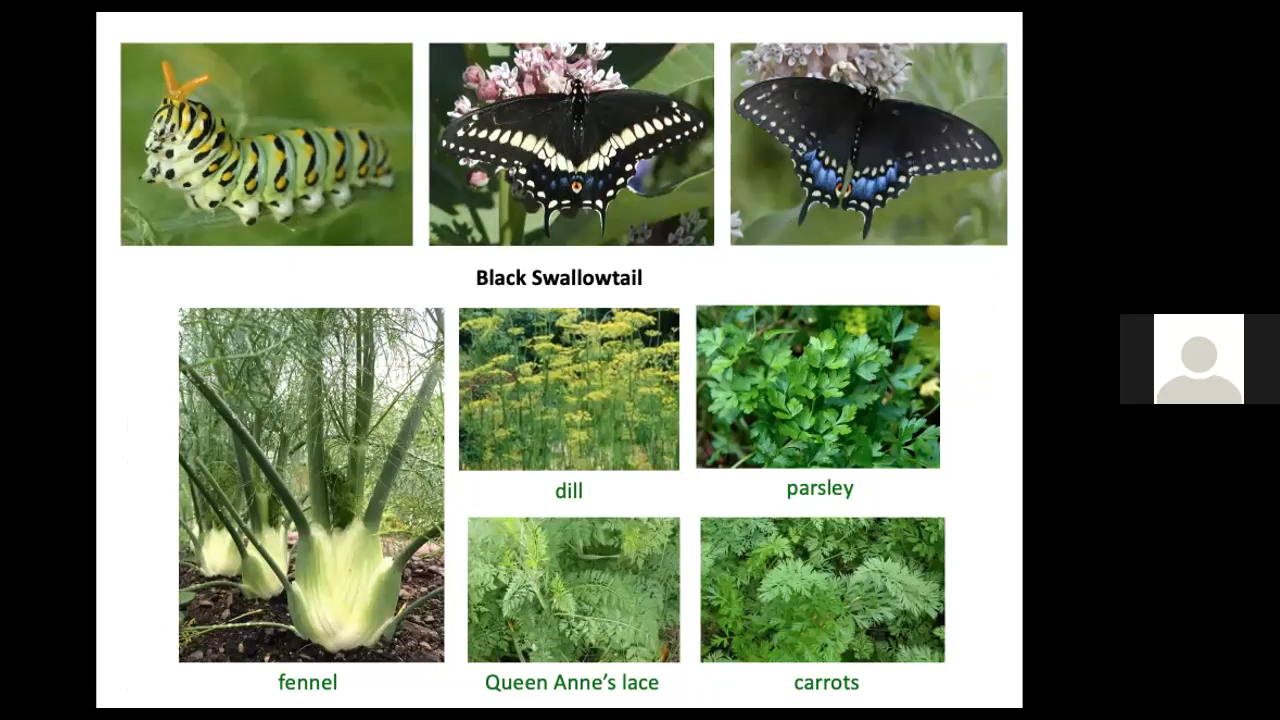 Black Swallowtail
dill
parsley
fennel
Queen Anne’s lace
carrots